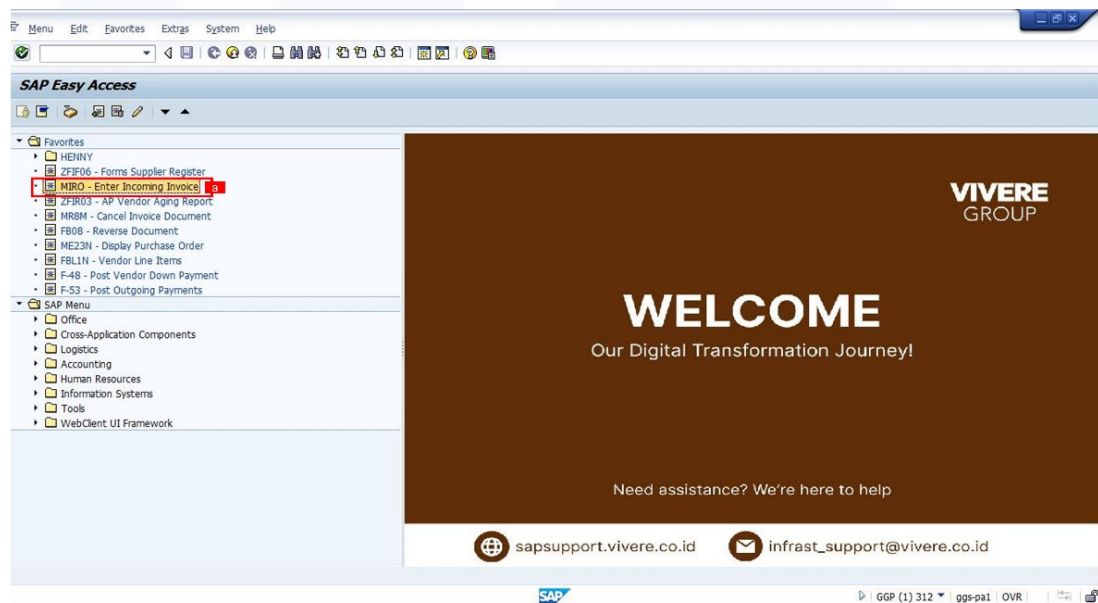 Menu Edit Favorites Extras System Help
SAP Easy Access
Favorites
HENNY
ZFIF06 - Forms Supplier Register
MIRO - Enter Incoming Invoice a
ZFIR03 - AP Vendor Aging Report
MR8M - Cancel Invoice Document
FB08 - Reverse Document
ME23N - Display Purchase Order
FBL1N - Vendor Line Items
F-48 - Post Vendor Down Payment
F-53 - Post Outgoing Payments
SAP Menu
Office
Cross-Application Components
Logistics
Accounting
Human Resources
Information Systems
Tools
WebClient UI Framework
VIVERE
GROUP
WELCOME
Our Digital Transformation Journey!
Need assistance? We're here to help
sapsupport.vivere.co.id infrast_support@vivere.co.id
SAP GGP (1) 312 ggs-pa1 OVR